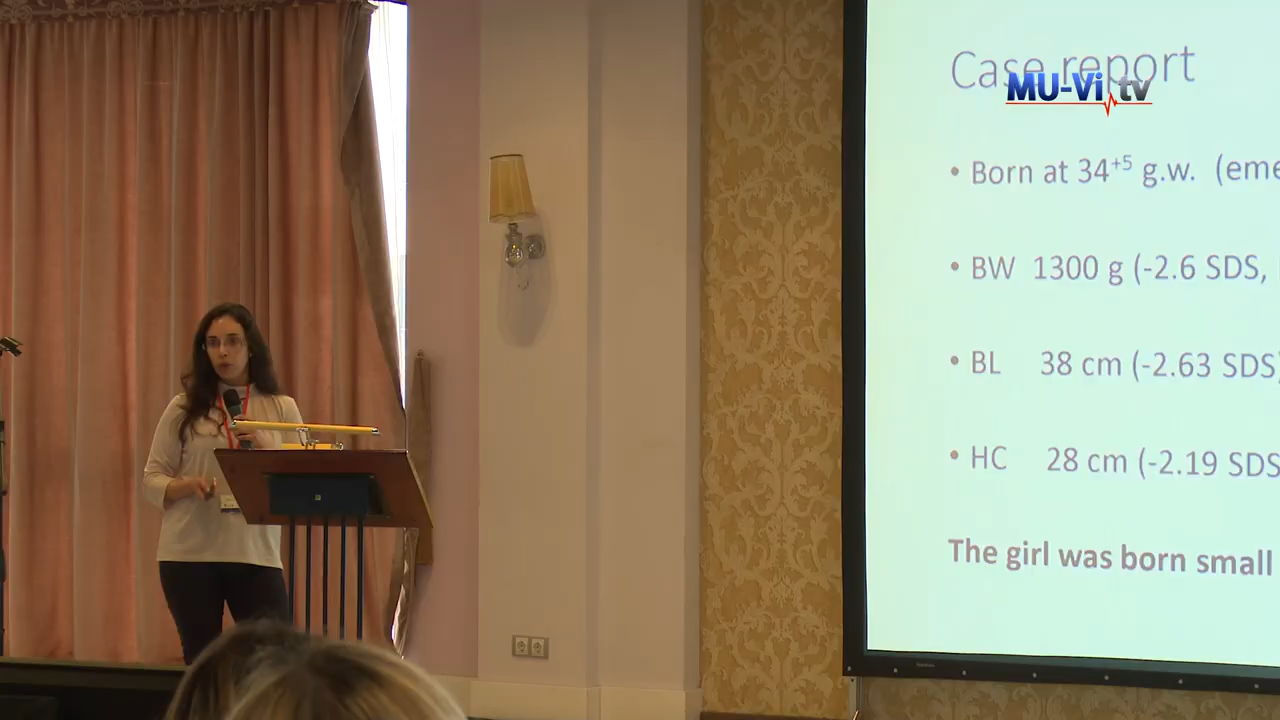 Case report
MU-Vi.tv
• Born at 34+5 g.w. (eme
• BW 1300 g (-2.6 SDS,
• BL 38 cm (-2.63 SDS)
• HC 28 cm (-2.19 SDS
The girl was born small